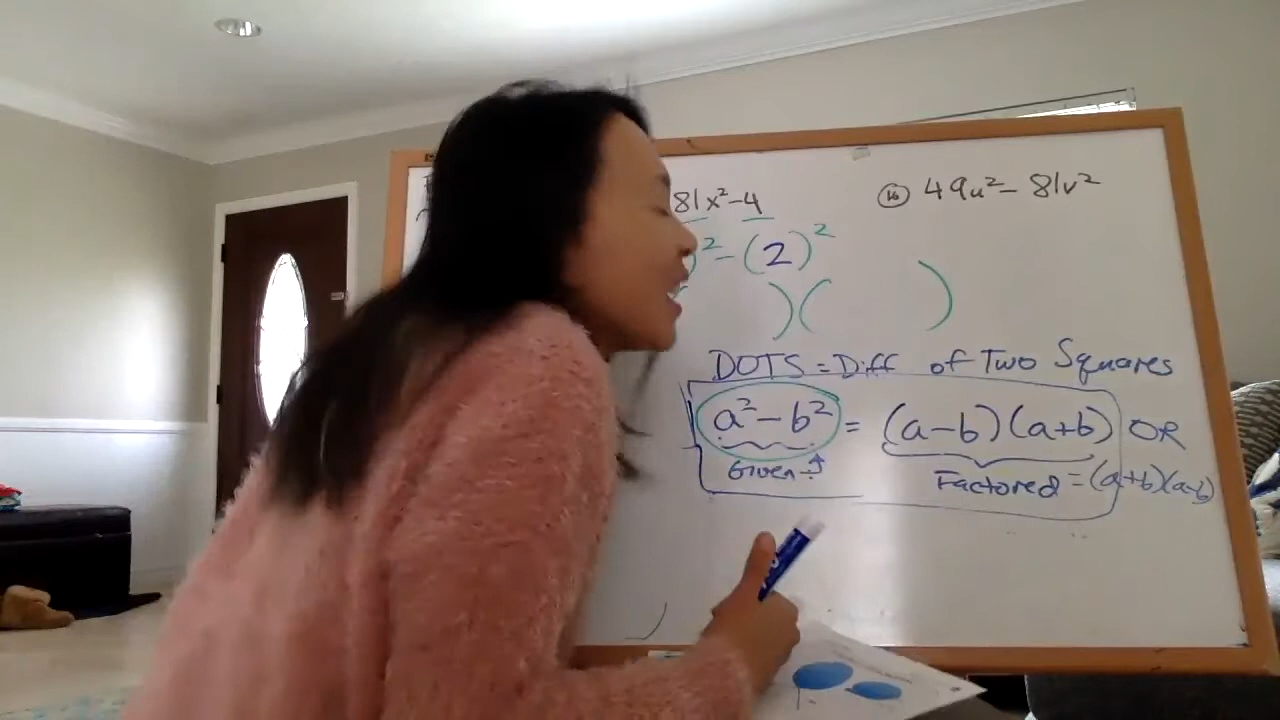 81x²-4
)² - (2)²
)( )
⑯ 49u² - 81v²
DOTS = Diff of Two Squares
a² - b² = (a-b)(a+b) OR
Given
Factored = (a+b)(a-b)